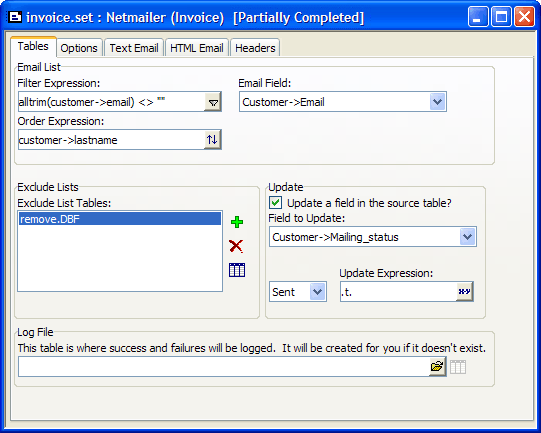 invoice.set : Netmailer (Invoice) [Partially Completed]
Tables Options Text Email HTML Email Headers
Email List
Filter Expression: Email Field:
alltrim(customer->email) <> "" Customer->Email
Order Expression:
customer->lastname
Exclude Lists Update
Exclude List Tables: Update a field in the source table?
remove.DBF Field to Update:
Customer->Mailing_status
Update Expression:
Sent .t. x=y
Log File
This table is where success and failures will be logged. It will be created for you if it doesn't exist.